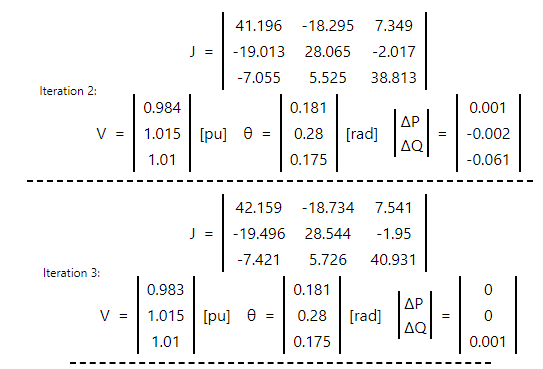 41.196 -18.295 7.349
J = -19.013 28.065 -2.017
-7.055 5.525 38.813
Iteration 2:
0.984 0.181 0.001
V = 1.015 [pu] θ = 0.28 [rad] ΔP ΔQ = -0.002
1.01 0.175 -0.061
42.159 -18.734 7.541
J = -19.496 28.544 -1.95
-7.421 5.726 40.931
Iteration 3:
0.983 0.181 0
V = 1.015 [pu] θ = 0.28 [rad] ΔP ΔQ = 0
1.01 0.175 0.001